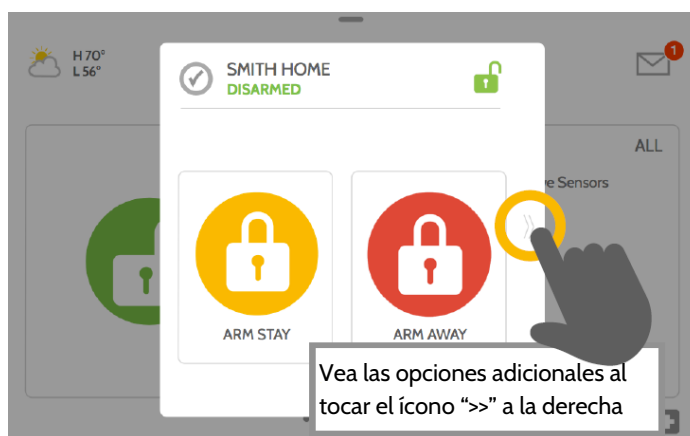 H 70°
L 56°
SMITH HOME
DISARMED
1
ALL
ve Sensors
»
ARM STAY
ARM AWAY
Vea las opciones adicionales al
tocar el ícono “>>” a la derecha